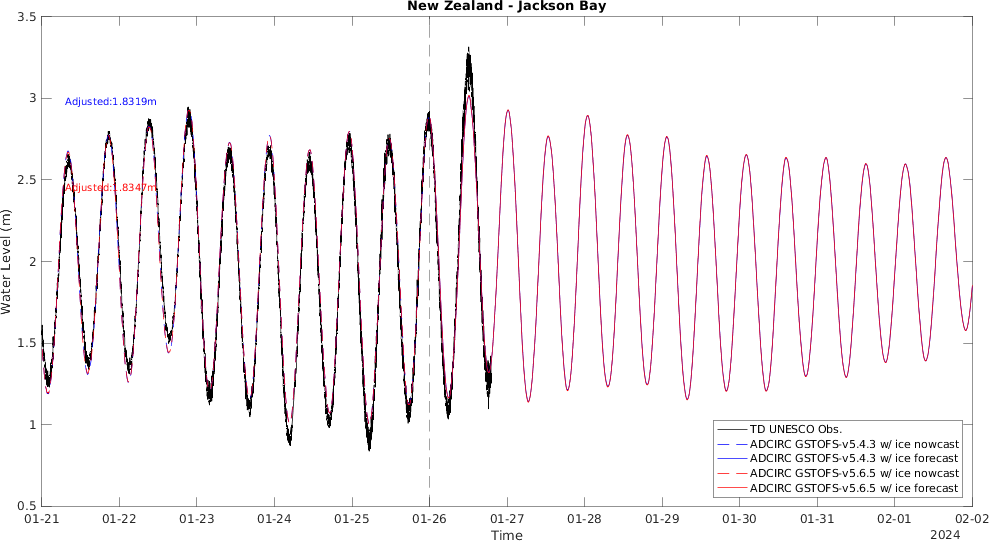 New Zealand - Jackson Bay
3.5
3
2.5
2
1.5
1
0.5
Water Level (m)
Adjusted:1.8319m
Adjusted:1.8347m
TD UNESCO Obs.
ADCIRC GSTOFS-v5.4.3 w/ ice nowcast
ADCIRC GSTOFS-v5.4.3 w/ ice forecast
ADCIRC GSTOFS-v5.6.5 w/ ice nowcast
ADCIRC GSTOFS-v5.6.5 w/ ice forecast
01-21 01-22 01-23 01-24 01-25 01-26 01-27 01-28 01-29 01-30 01-31 02-01 02-02
Time
2024